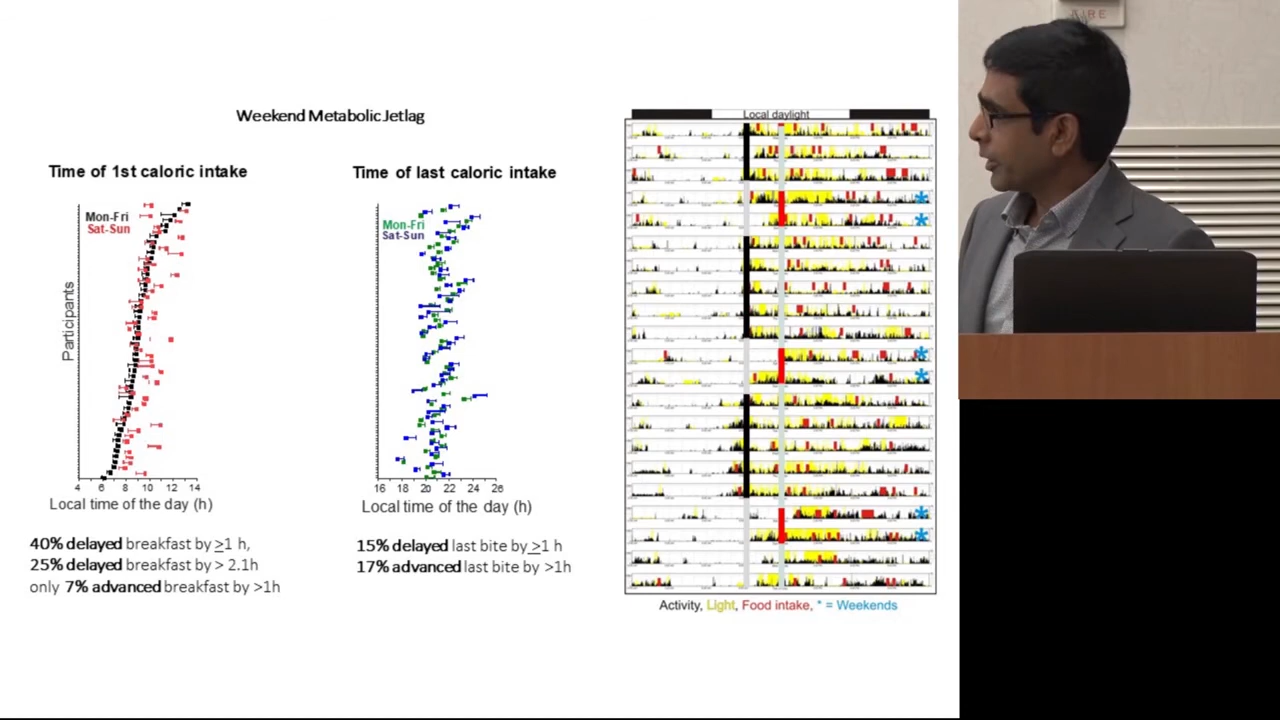 Weekend Metabolic Jetlag
Time of 1st caloric intake
Mon-Fri
Sat-Sun
Participants
4 6 8 10 12 14
Local time of the day (h)
40% delayed breakfast by ≥1 h,
25% delayed breakfast by > 2.1h
only 7% advanced breakfast by >1h
Time of last caloric intake
Mon-Fri
Sat-Sun
16 18 20 22 24 26
Local time of the day (h)
15% delayed last bite by ≥1 h
17% advanced last bite by >1h
Local daylight
Activity, Light, Food intake, * = Weekends
FIRE